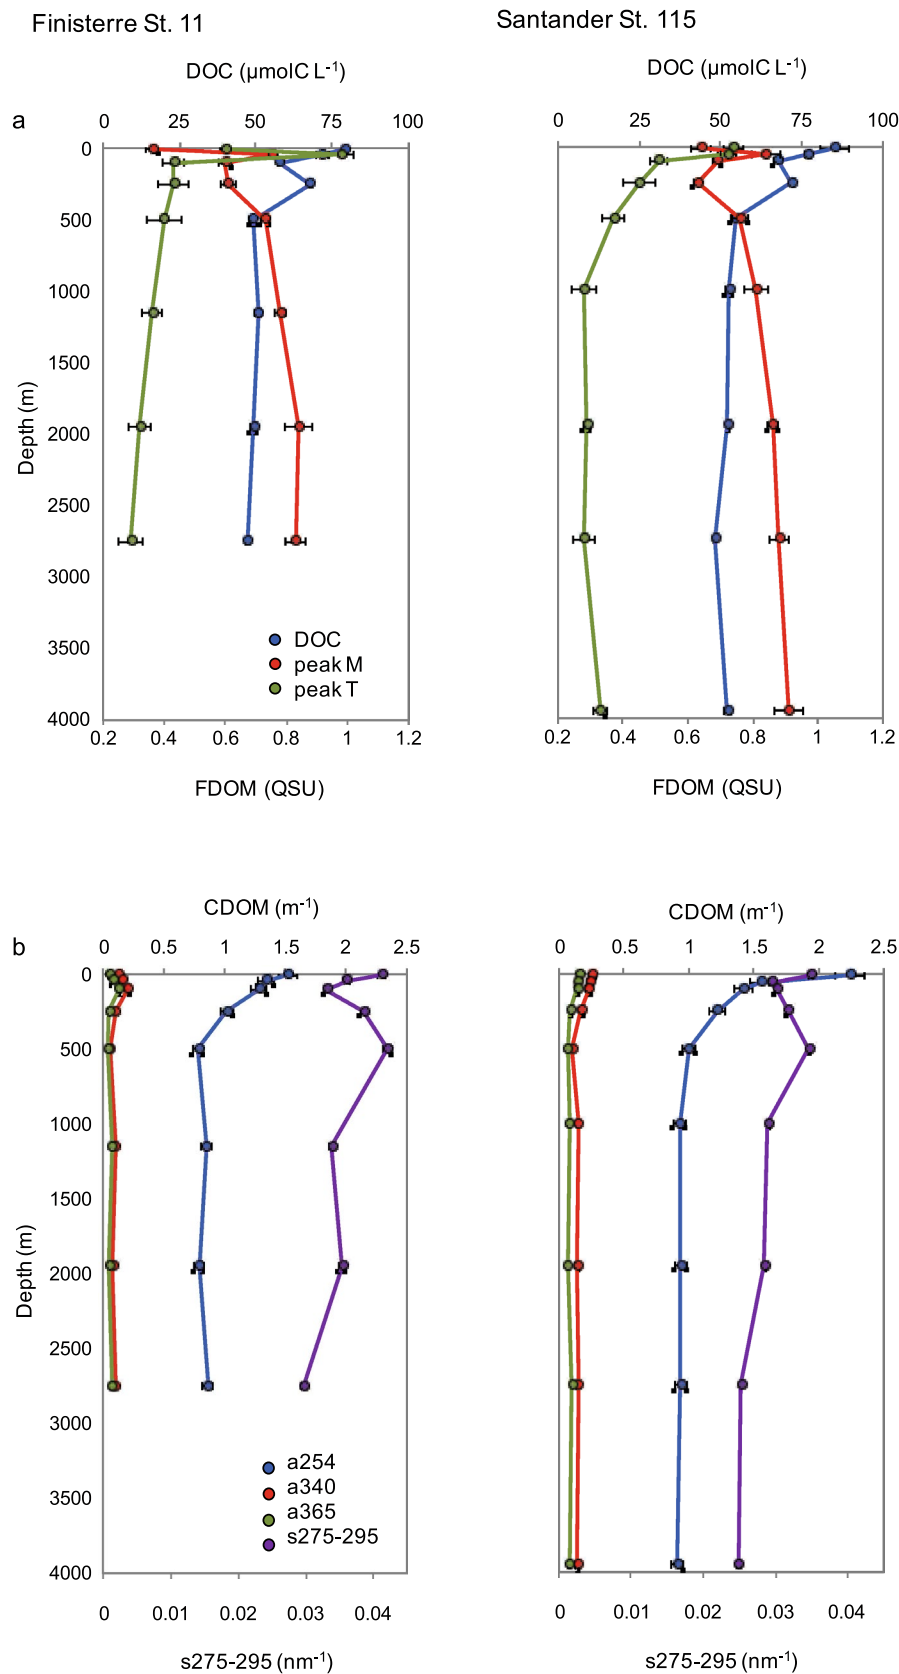 Finisterre St. 11
Santander St. 115
DOC (µmolC L-1)
DOC (µmolC L-1)
a
0 25 50 75 100
0 25 50 75 100
0
500
1000
1500
2000
2500
3000
3500
4000
Depth (m)
DOC
peak M
peak T
0.2 0.4 0.6 0.8 1 1.2
0.2 0.4 0.6 0.8 1 1.2
FDOM (QSU)
FDOM (QSU)
CDOM (m-1)
CDOM (m-1)
b
0 0.5 1 1.5 2 2.5
0 0.5 1 1.5 2 2.5
0
500
1000
1500
2000
2500
3000
3500
4000
Depth (m)
a254
a340
a365
s275-295
0 0.01 0.02 0.03 0.04
0 0.01 0.02 0.03 0.04
s275-295 (nm-1)
s275-295 (nm-1)